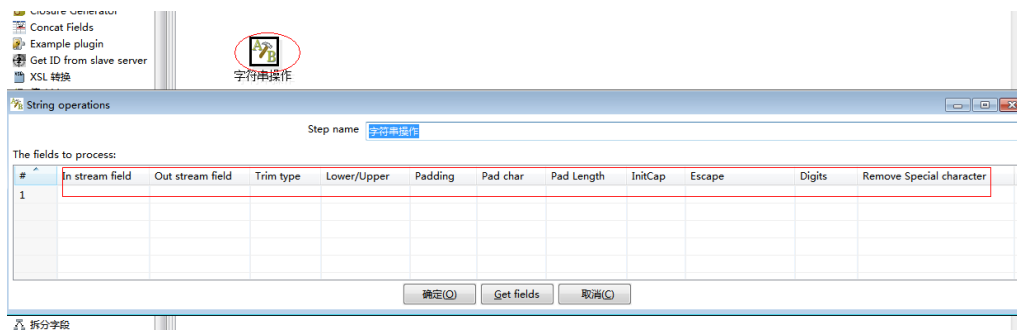 Closure Generator
Concat Fields
Example plugin
Get ID from slave server
XSL 转换
字符串操作
String operations
Step name 字符串操作
The fields to process:
# In stream field Out stream field Trim type Lower/Upper Padding Pad char Pad Length InitCap Escape Digits Remove Special character
1
确定(O) Get fields 取消(C)
拆分字段